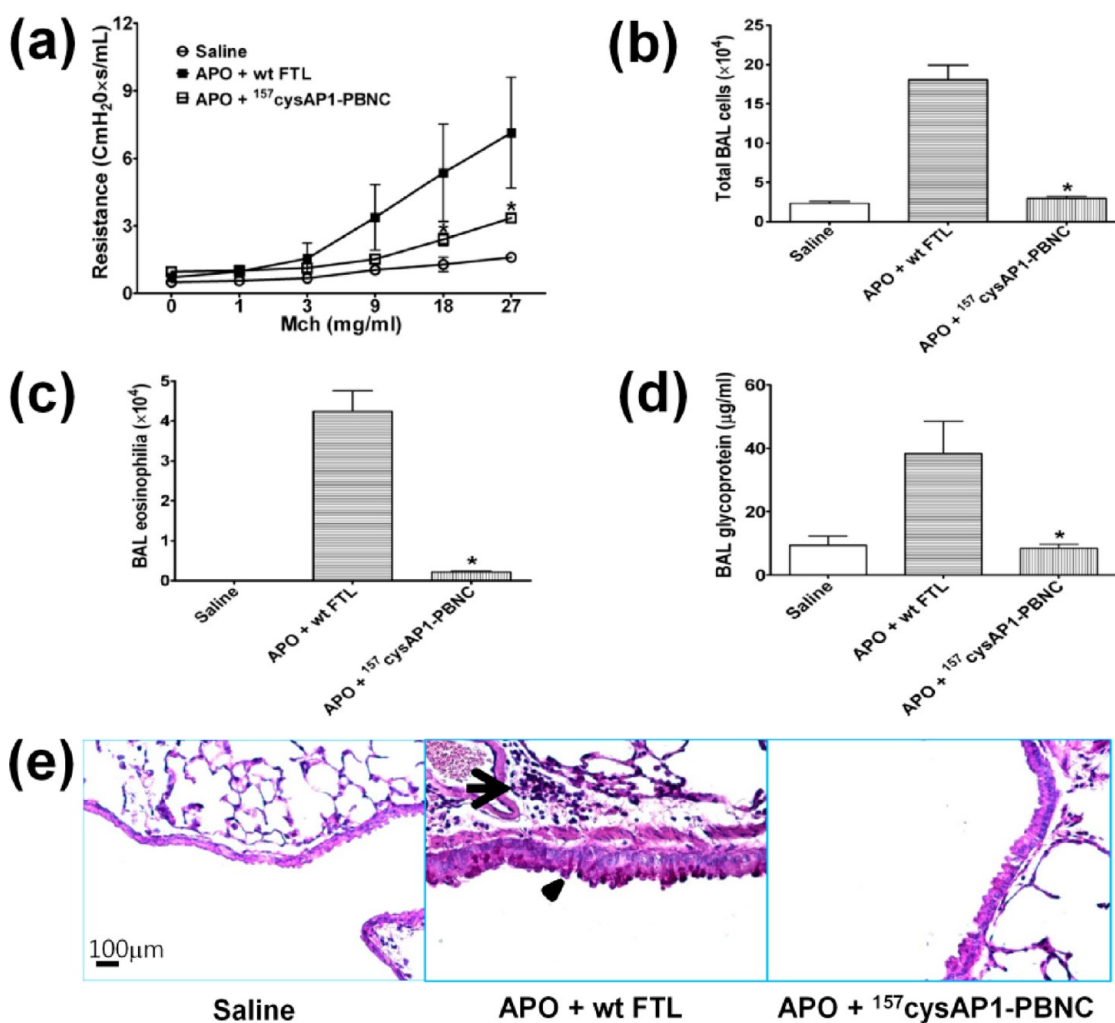 (a)
12
9
6
3
0
Resistance (CmH₂0×s/mL)
Saline
APO + wt FTL
APO + ¹⁵⁷cysAP1-PBNC
*
*
0 1 3 9 18 27
Mch (mg/ml)
(b)
25
20
15
10
5
0
Total BAL cells (×10⁴)
*
Saline
APO + wt FTL
APO + ¹⁵⁷cysAP1-PBNC
(c)
5
4
3
2
1
0
BAL eosinophilia (×10⁴)
*
Saline
APO + wt FTL
APO + ¹⁵⁷cysAP1-PBNC
(d)
60
40
20
0
BAL glycoprotein (µg/ml)
*
Saline
APO + wt FTL
APO + ¹⁵⁷cysAP1-PBNC
(e)
100µm
Saline
APO + wt FTL
APO + ¹⁵⁷cysAP1-PBNC